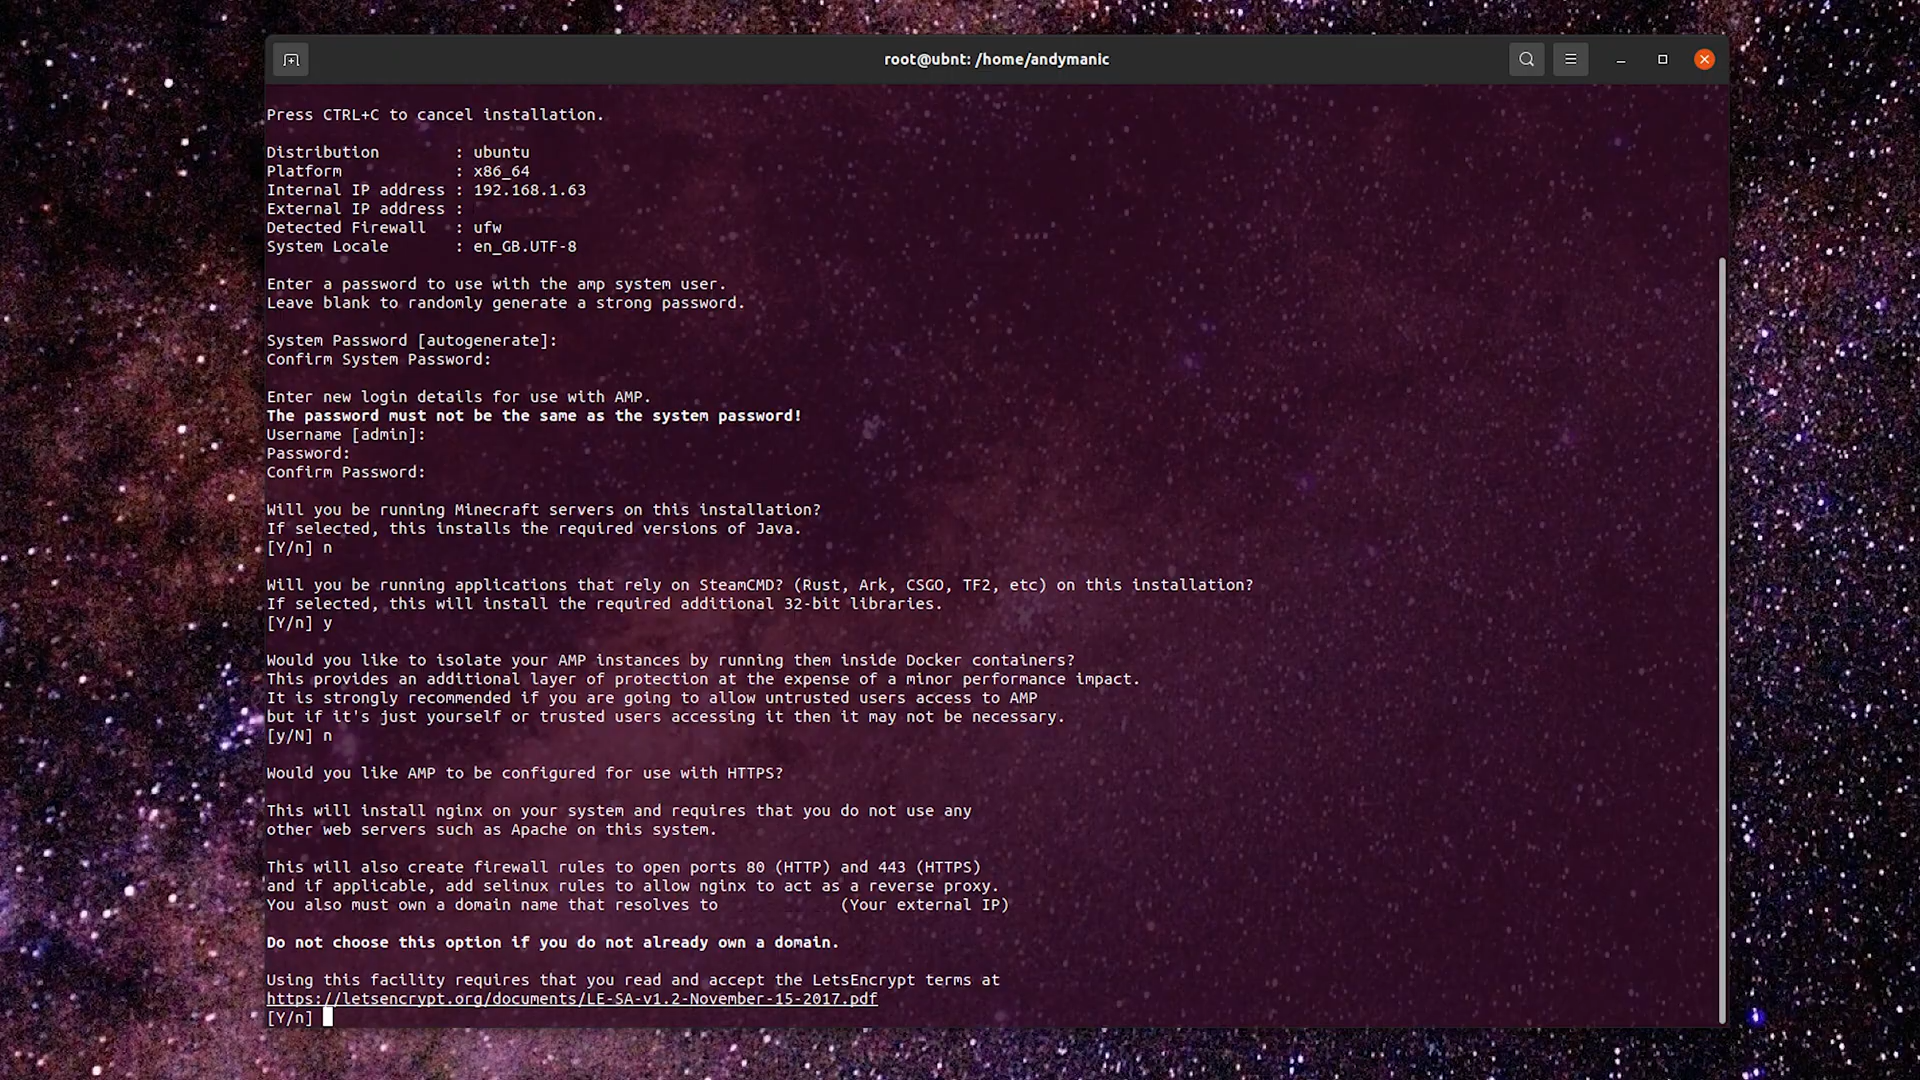 root@ubnt: /home/andymanic
Press CTRL+C to cancel installation.
Distribution : ubuntu
Platform : x86_64
Internal IP address : 192.168.1.63
External IP address :
Detected Firewall : ufw
System Locale : en_GB.UTF-8
Enter a password to use with the amp system user.
Leave blank to randomly generate a strong password.
System Password [autogenerate]:
Confirm System Password:
Enter new login details for use with AMP.
The password must not be the same as the system password!
Username [admin]:
Password:
Confirm Password:
Will you be running Minecraft servers on this installation?
If selected, this installs the required versions of Java.
[Y/n] n
Will you be running applications that rely on SteamCMD? (Rust, Ark, CSGO, TF2, etc) on this installation?
If selected, this will install the required additional 32-bit libraries.
[Y/n] y
Would you like to isolate your AMP instances by running them inside Docker containers?
This provides an additional layer of protection at the expense of a minor performance impact.
It is strongly recommended if you are going to allow untrusted users access to AMP
but if it's just yourself or trusted users accessing it then it may not be necessary.
[y/N] n
Would you like AMP to be configured for use with HTTPS?
This will install nginx on your system and requires that you do not use any
other web servers such as Apache on this system.
This will also create firewall rules to open ports 80 (HTTP) and 443 (HTTPS)
and if applicable, add selinux rules to allow nginx to act as a reverse proxy.
You also must own a domain name that resolves to (Your external IP)
Do not choose this option if you do not already own a domain.
Using this facility requires that you read and accept the LetsEncrypt terms at
https://letsencrypt.org/documents/LE-SA-v1.2-November-15-2017.pdf
[Y/n]